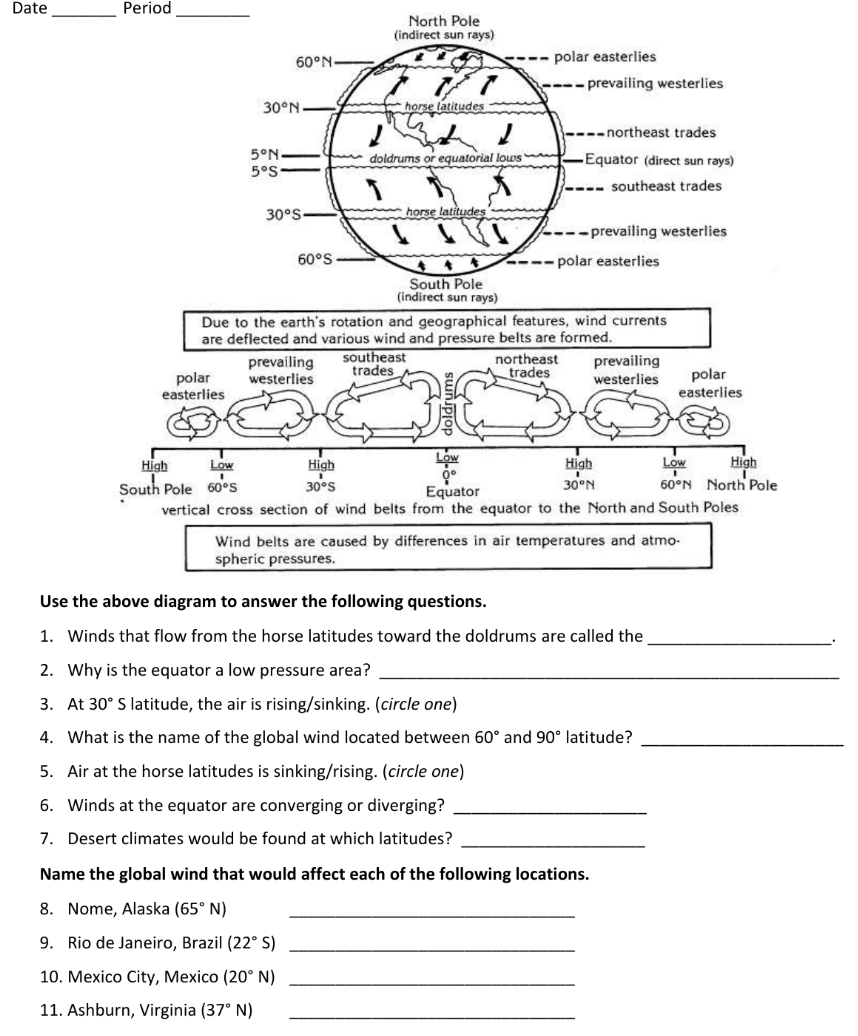 Date _______ Period ________
North Pole
(indirect sun rays)
60°N
polar easterlies
prevailing westerlies
30°N
horse latitudes
northeast trades
5°N
doldrums or equatorial lows
Equator (direct sun rays)
5°S
southeast trades
30°S
horse latitudes
prevailing westerlies
60°S
polar easterlies
South Pole
(indirect sun rays)
Due to the earth's rotation and geographical features, wind currents
are deflected and various wind and pressure belts are formed.
polar
easterlies
prevailing
westerlies
southeast
trades
doldrums
northeast
trades
prevailing
westerlies
polar
easterlies
High Low High Low High Low High
South Pole 60°S 30°S 0° 30°N 60°N North Pole
Equator
vertical cross section of wind belts from the equator to the North and South Poles
Wind belts are caused by differences in air temperatures and atmo-
spheric pressures.
Use the above diagram to answer the following questions.
1. Winds that flow from the horse latitudes toward the doldrums are called the ____________________.
2. Why is the equator a low pressure area? __________________________________________________
3. At 30° S latitude, the air is rising/sinking. (circle one)
4. What is the name of the global wind located between 60° and 90° latitude? ______________________
5. Air at the horse latitudes is sinking/rising. (circle one)
6. Winds at the equator are converging or diverging? _____________________
7. Desert climates would be found at which latitudes? ____________________
Name the global wind that would affect each of the following locations.
8. Nome, Alaska (65° N) _______________________________
9. Rio de Janeiro, Brazil (22° S) _______________________________
10. Mexico City, Mexico (20° N) _______________________________
11. Ashburn, Virginia (37° N) _______________________________